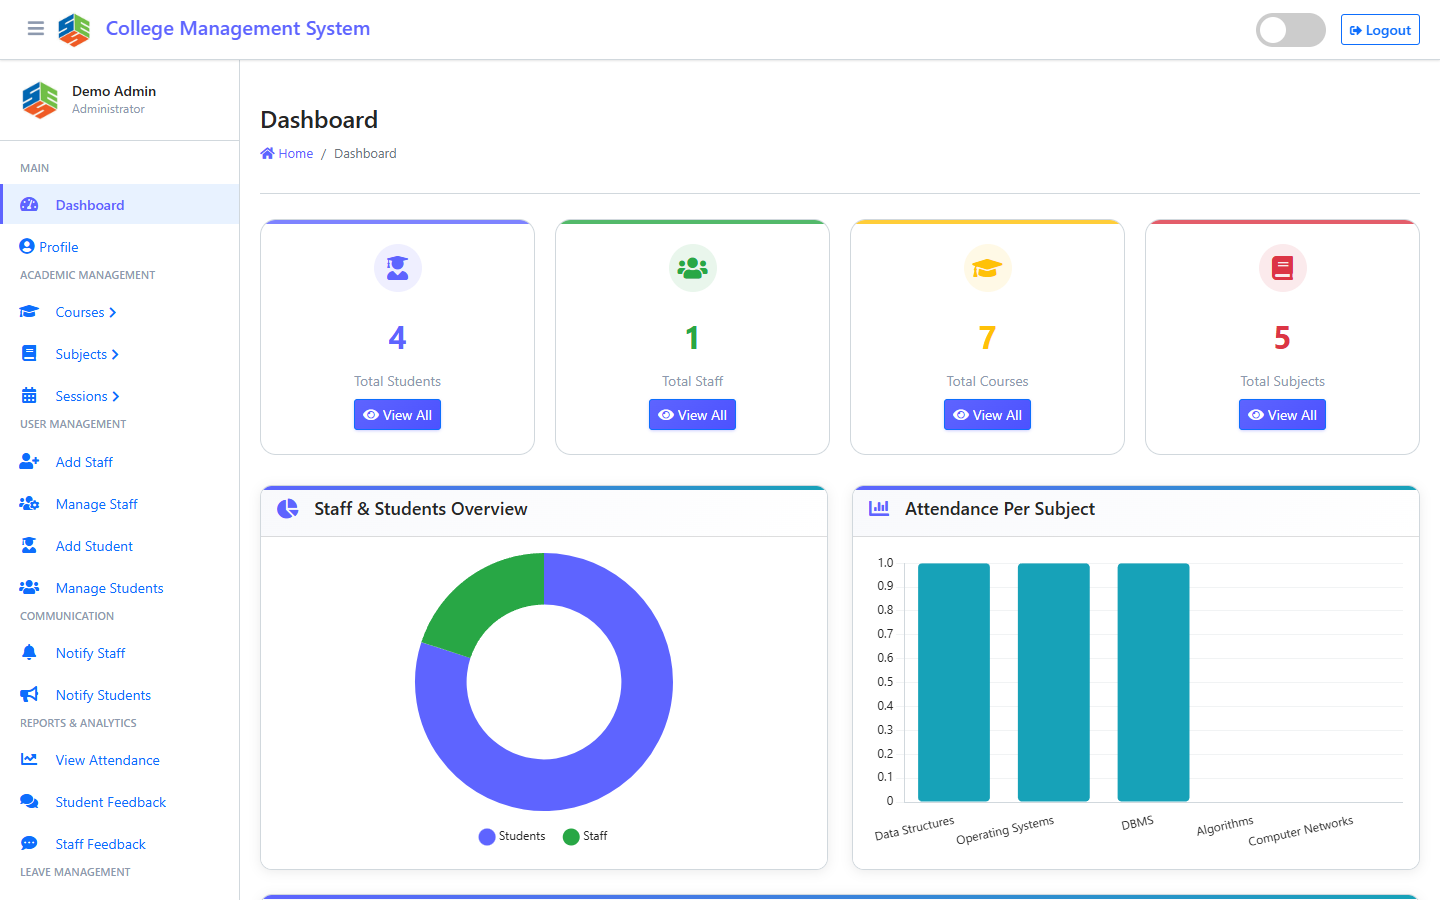 College Management System
Logout
Demo Admin
Administrator
MAIN
Dashboard
Profile
ACADEMIC MANAGEMENT
Courses
Subjects
Sessions
USER MANAGEMENT
Add Staff
Manage Staff
Add Student
Manage Students
COMMUNICATION
Notify Staff
Notify Students
REPORTS & ANALYTICS
View Attendance
Student Feedback
Staff Feedback
LEAVE MANAGEMENT
Dashboard
Home / Dashboard
4
Total Students
View All
1
Total Staff
View All
7
Total Courses
View All
5
Total Subjects
View All
Staff & Students Overview
Students
Staff
Attendance Per Subject
1.0
0.9
0.8
0.7
0.6
0.5
0.4
0.3
0.2
0.1
0
Data Structures
Operating Systems
DBMS
Algorithms
Computer Networks